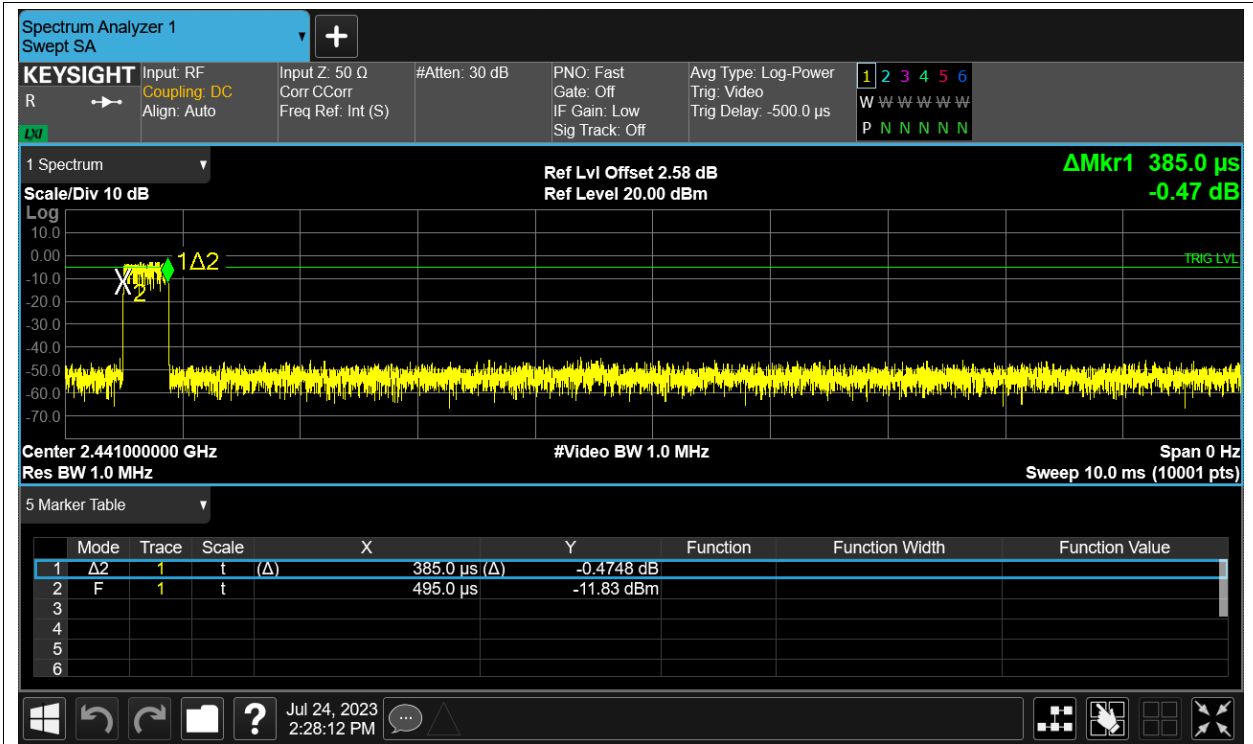 Spectrum Analyzer 1
Swept SA
+
KEYSIGHT Input: RF Input Z: 50 Ω #Atten: 30 dB PNO: Fast Avg Type: Log-Power 1 2 3 4 5 6
R Coupling: DC Corr CCorr Gate: Off Trig: Video W W W W W W
Align: Auto Freq Ref: Int (S) IF Gain: Low Trig Delay: -500.0 µs
LXI Sig Track: Off P N N N N N
1 Spectrum Ref Lvl Offset 2.58 dB ΔMkr1 385.0 µs
Scale/Div 10 dB Ref Level 20.00 dBm -0.47 dB
Log
10.0
0.00 1Δ2 TRIG LVL
-10.0 X2
-20.0
-30.0
-40.0
-50.0
-60.0
-70.0
Center 2.441000000 GHz #Video BW 1.0 MHz Span 0 Hz
Res BW 1.0 MHz Sweep 10.0 ms (10001 pts)
5 Marker Table
Mode Trace Scale X Y Function Function Width Function Value
1 Δ2 1 t (Δ) 385.0 µs (Δ) -0.4748 dB
2 F 1 t 495.0 µs -11.83 dBm
3
4
5
6
? Jul 24, 2023
2:28:12 PM